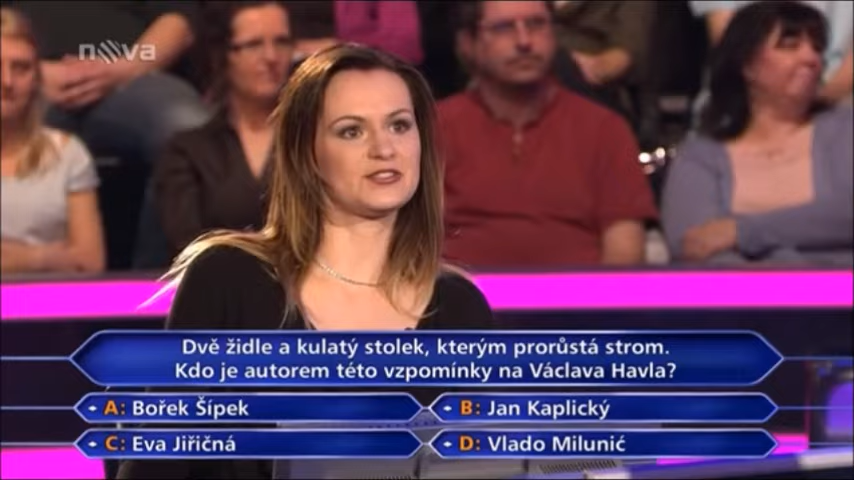 nova
Dvě židle a kulatý stolek, kterým prorůstá strom.
Kdo je autorem této vzpomínky na Václava Havla?
A: Bořek Šípek
B: Jan Kaplický
C: Eva Jiřičná
D: Vlado Milunić